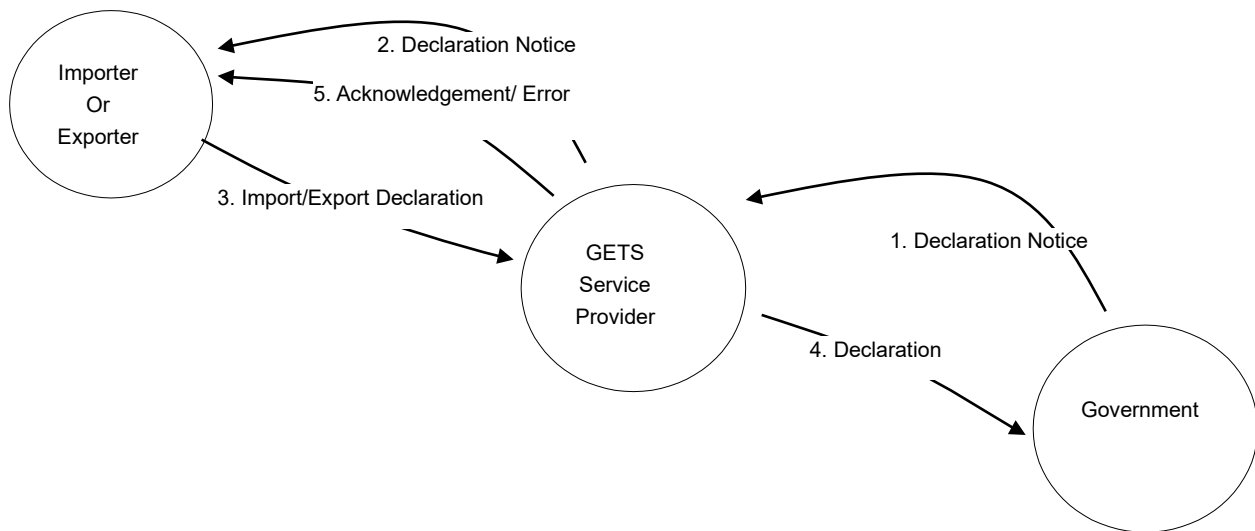 2. Declaration Notice
Importer
Or
Exporter
5. Acknowledgement/ Error
3. Import/Export Declaration
GETS
Service
Provider
1. Declaration Notice
4. Declaration
Government